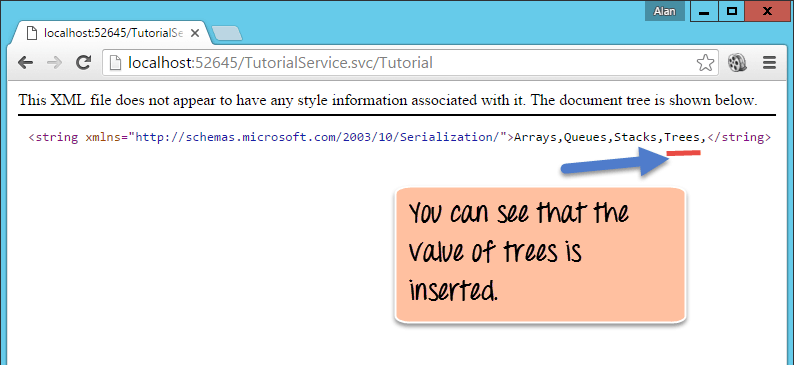 Alan
localhost:52645/TutorialSe
localhost:52645/TutorialService.svc/Tutorial
This XML file does not appear to have any style information associated with it. The document tree is shown below.
<string xmlns="http://schemas.microsoft.com/2003/10/Serialization/">Arrays,Queues,Stacks,Trees,</string>
You can see that the
value of trees is
inserted.